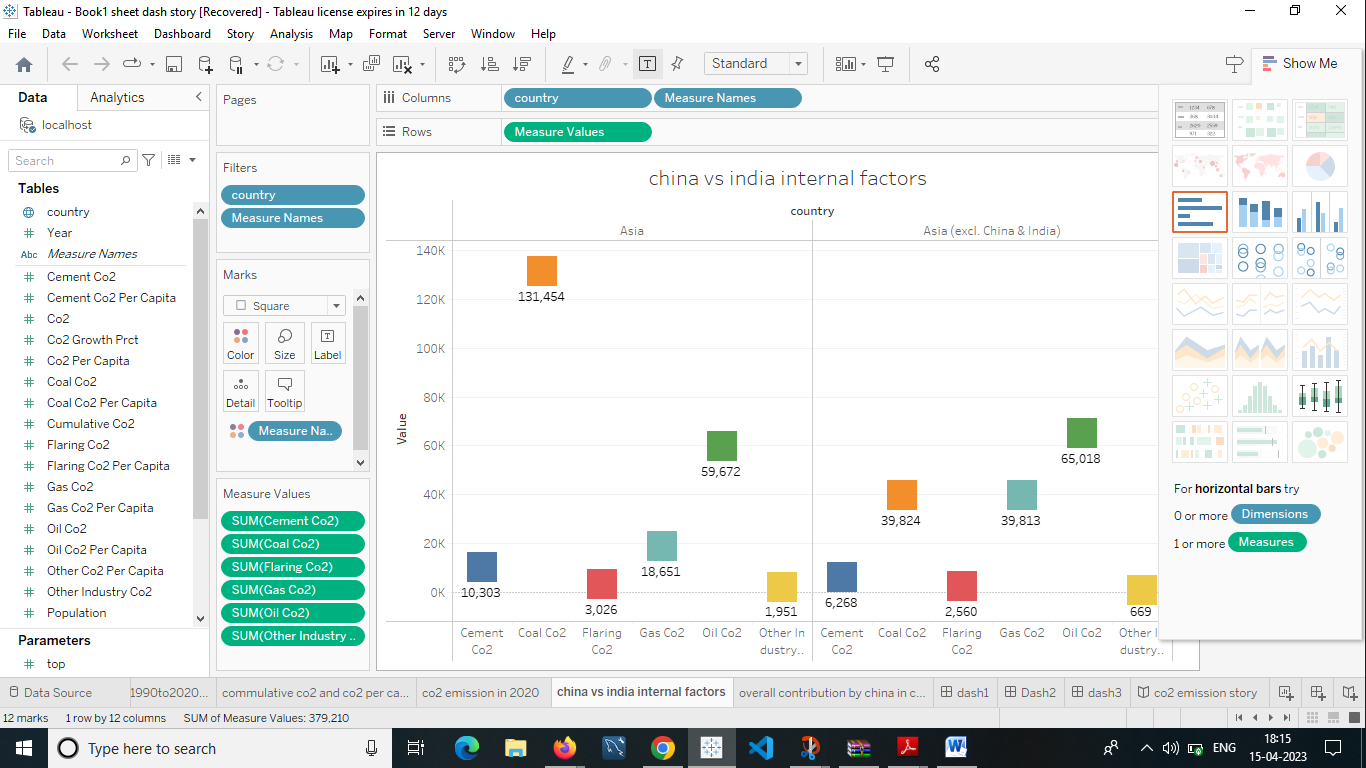 Tableau - Book1 sheet dash story [Recovered] - Tableau license expires in 12 days
File Data Worksheet Dashboard Story Analysis Map Format Server Window Help
Standard
Show Me
Data Analytics
localhost
Search
Tables
country
Year
Abc Measure Names
Cement Co2
Cement Co2 Per Capita
Co2
Co2 Growth Prct
Co2 Per Capita
Coal Co2
Coal Co2 Per Capita
Cumulative Co2
Flaring Co2
Flaring Co2 Per Capita
Gas Co2
Gas Co2 Per Capita
Oil Co2
Oil Co2 Per Capita
Other Co2 Per Capita
Other Industry Co2
Population
Parameters
top
Pages
Filters
country
Measure Names
Marks
Square
Color Size Label
Detail Tooltip
Measure Na..
Measure Values
SUM(Cement Co2)
SUM(Coal Co2)
SUM(Flaring Co2)
SUM(Gas Co2)
SUM(Oil Co2)
SUM(Other Industry ..
Columns country Measure Names
Rows Measure Values
china vs india internal factors
country
Asia Asia (excl. China & India)
140K
120K
100K
80K
60K
40K
20K
0K
Value
131,454
59,672
65,018
39,824 39,813
18,651
10,303 3,026 1,951 6,268 2,560 669
Cement Co2 Coal Co2 Flaring Co2 Gas Co2 Oil Co2 Other In dustry.. Cement Co2 Coal Co2 Flaring Co2 Gas Co2 Oil Co2 Other I dustry..
For horizontal bars try
0 or more Dimensions
1 or more Measures
Data Source 1990to2020... commulative co2 and co2 per ca... co2 emission in 2020 china vs india internal factors overall contribution by china in c... dash1 Dash2 dash3 co2 emission story
12 marks 1 row by 12 columns SUM of Measure Values: 379,210
Type here to search
ENG
18:15
15-04-2023